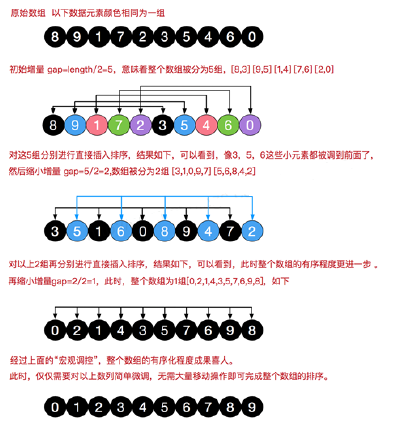 原始数组 以下数据元素颜色相同为一组
8 9 1 7 2 3 5 4 6 0
初始增量 gap=length/2=5，意味着整个数组被分为5组，[8,3] [9,5] [1,4] [7,6] [2,0]
8 9 1 7 2 3 5 4 6 0
对这5组分别进行直接插入排序，结果如下，可以看到，像3，5，6这些小元素都被调到前面了，
然后缩小增量 gap=5/2=2,数组被分为2组 [3,1,0,9,7] [5,6,8,4,2]
3 5 1 6 0 8 9 4 7 2
对以上2组再分别进行直接插入排序，结果如下，可以看到，此时整个数组的有序程度更进一步 。
再缩小增量gap=2/2=1，此时，整个数组为1组[0,2,1,4,3,5,7,6,9,8]，如下
0 2 1 4 3 5 7 6 9 8
经过上面的“宏观调控”，整个数组的有序化程度成果喜人。
此时，仅仅需要对以上数列简单微调，无需大量移动操作即可完成整个数组的排序。
0 1 2 3 4 5 6 7 8 9